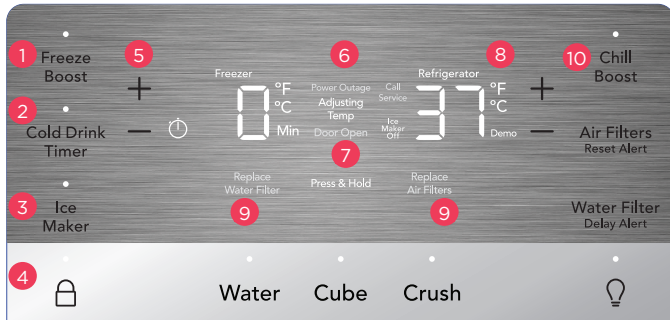 1 Freeze
Boost
5
+
−
2
Cold Drink
Timer
3 Ice
Maker
4
Freezer
0 °F
°C
Min
6
Power Outage
Adjusting
Temp
Door Open
7
Press & Hold
Call
Service
Ice
Maker
Off
Refrigerator
8
37 °F
°C
Demo
+
−
Replace
Water Filter
9
Replace
Air Filters
9
10 Chill
Boost
Air Filters
Reset Alert
Water Filter
Delay Alert
Water Cube Crush